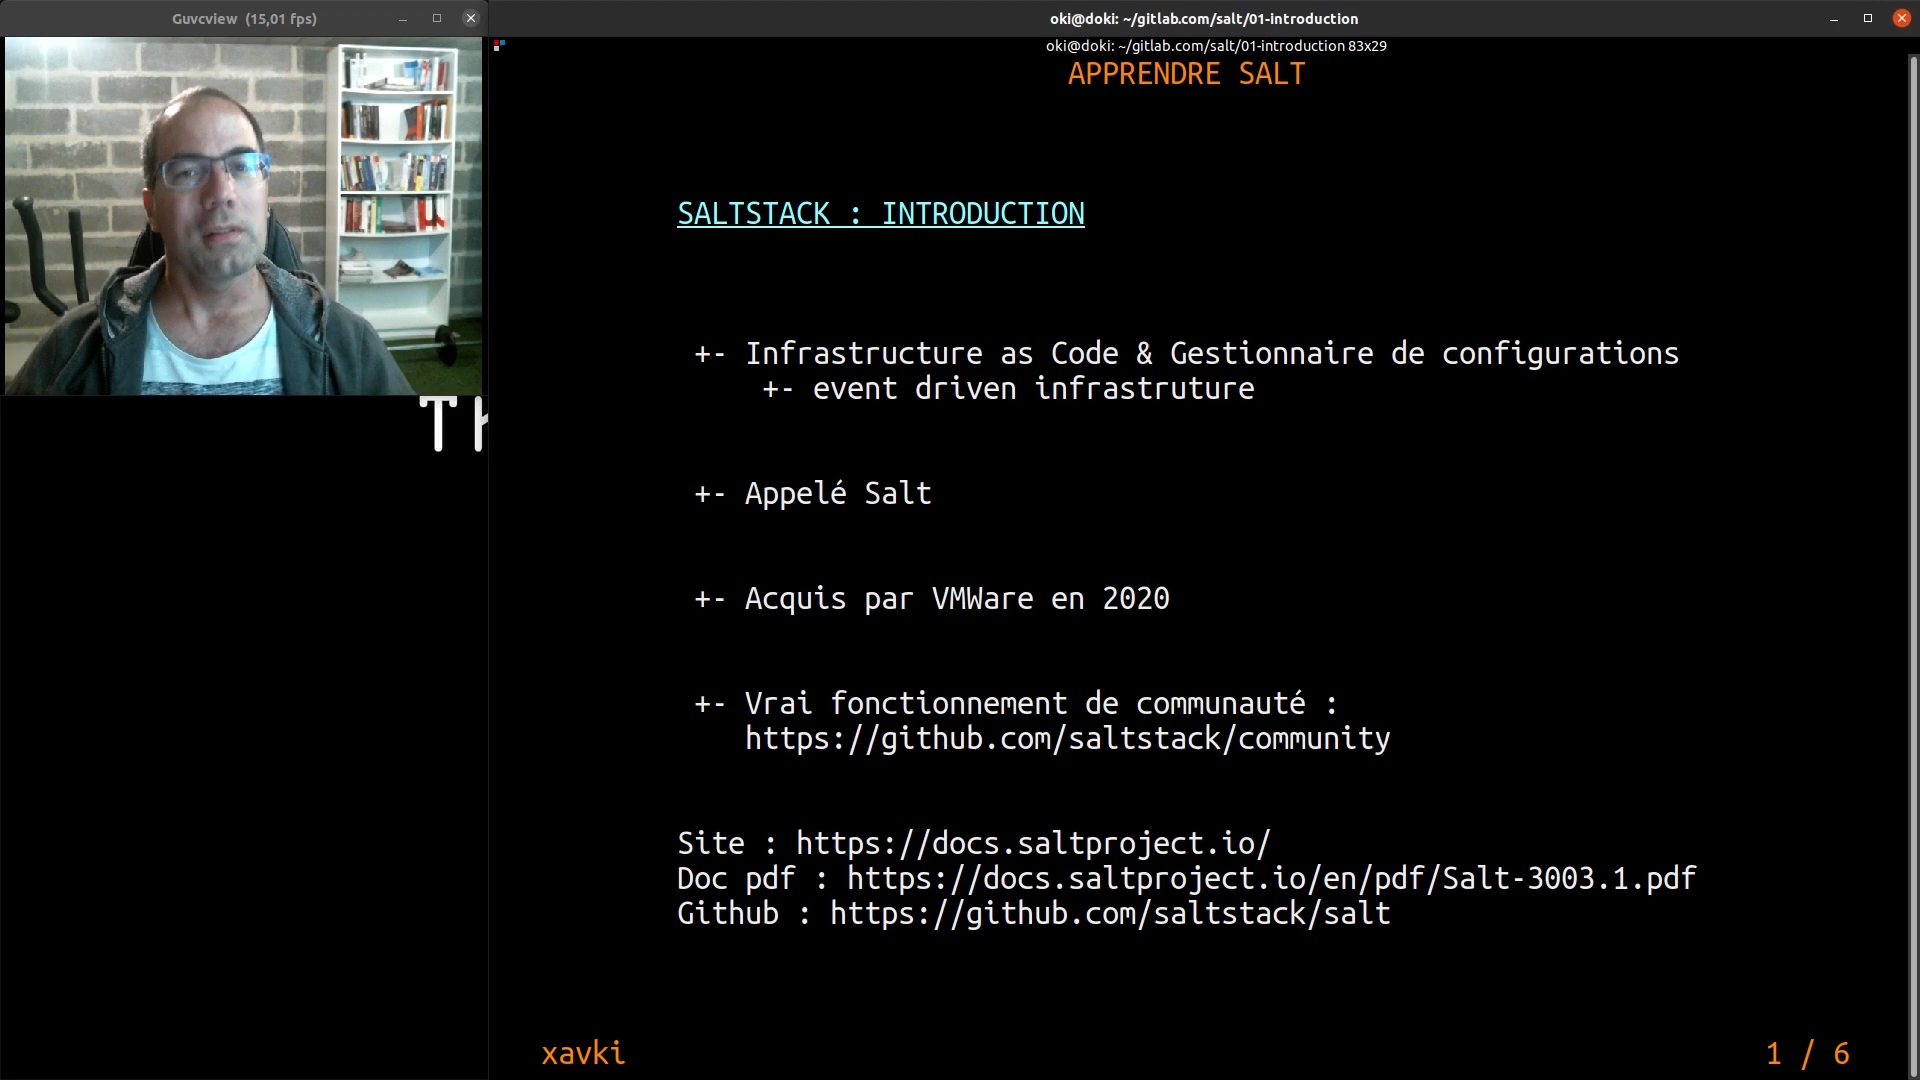 Guvcview (15,01 fps)
oki@doki: ~/gitlab.com/salt/01-introduction
oki@doki: ~/gitlab.com/salt/01-introduction 83x29
APPRENDRE SALT
SALTSTACK : INTRODUCTION
+- Infrastructure as Code & Gestionnaire de configurations
+- event driven infrastruture
+- Appelé Salt
+- Acquis par VMWare en 2020
+- Vrai fonctionnement de communauté :
https://github.com/saltstack/community
Site : https://docs.saltproject.io/
Doc pdf : https://docs.saltproject.io/en/pdf/Salt-3003.1.pdf
Github : https://github.com/saltstack/salt
xavki
1 / 6